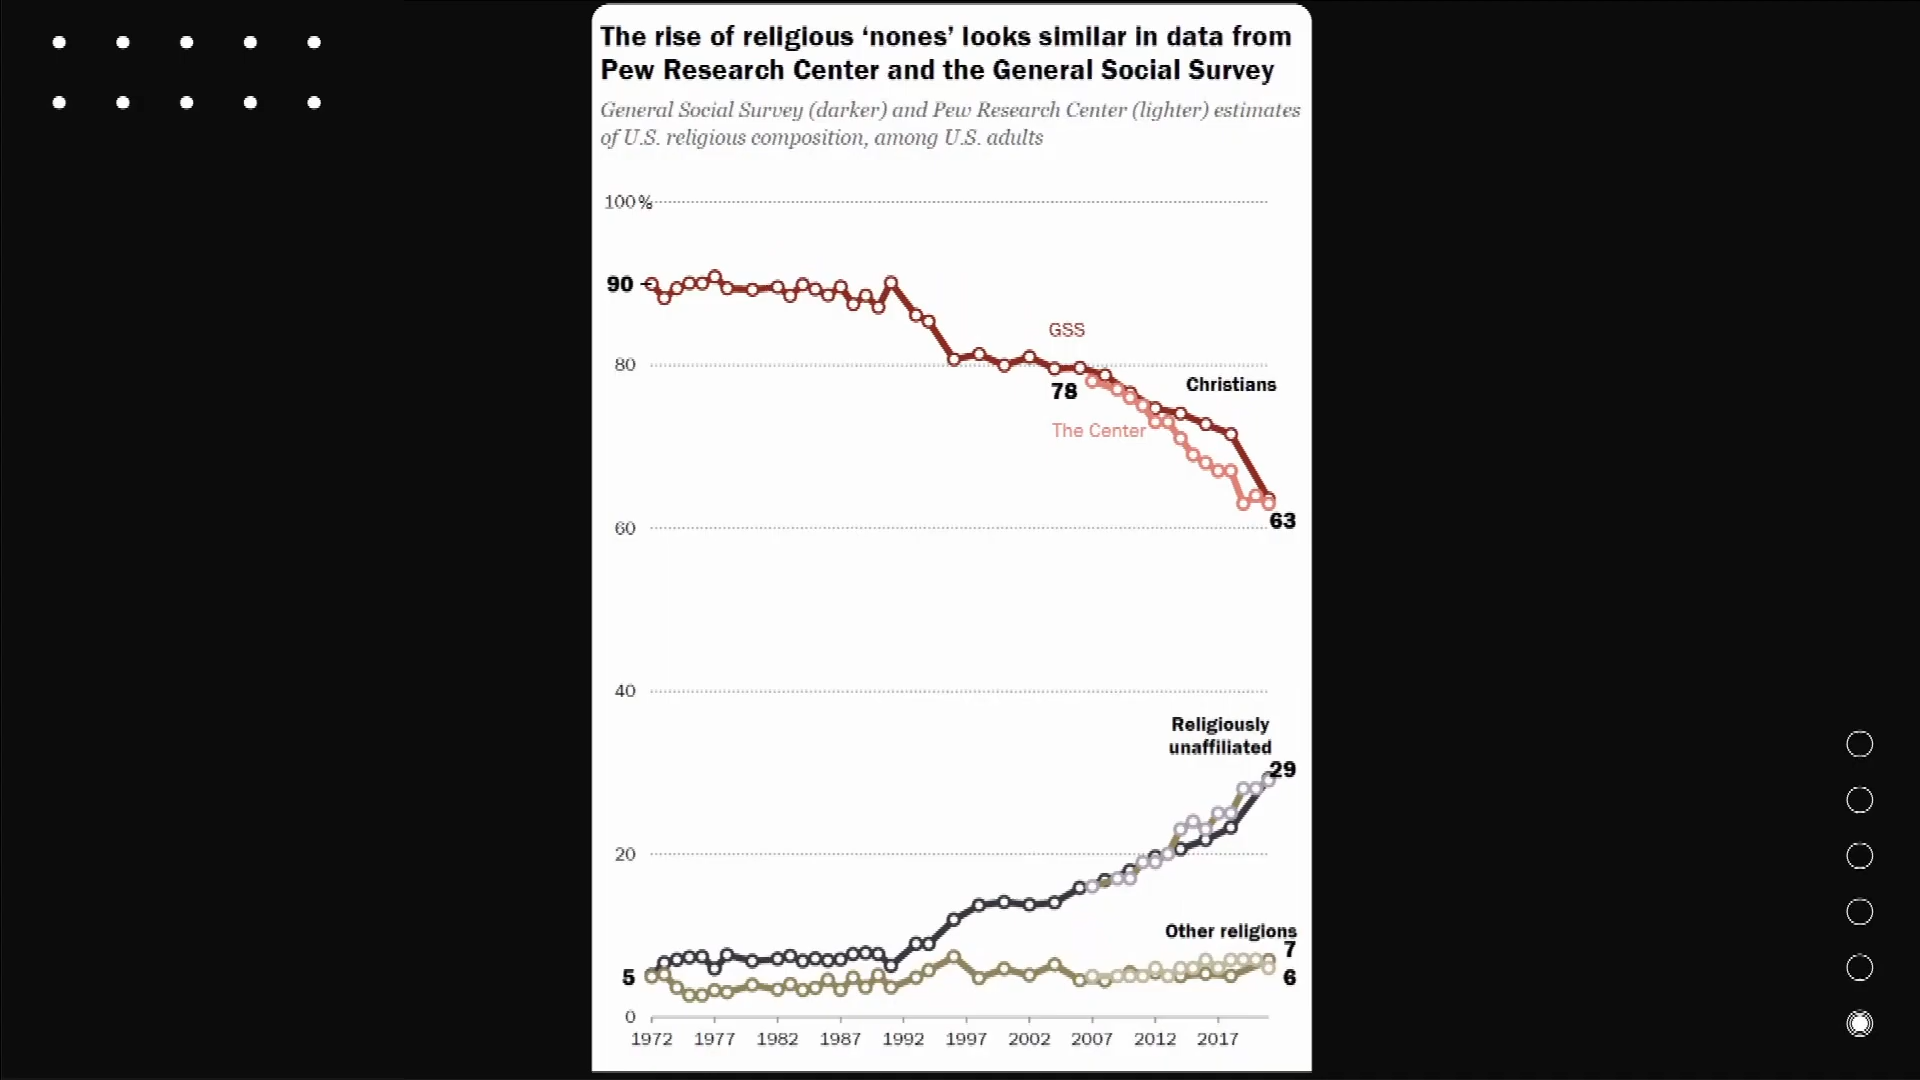 The rise of religious ‘nones’ looks similar in data from
Pew Research Center and the General Social Survey
General Social Survey (darker) and Pew Research Center (lighter) estimates
of U.S. religious composition, among U.S. adults
100%
90
GSS
80
78
Christians
The Center
63
60
40
Religiously
unaffiliated
29
20
Other religions
7
5
6
0
1972 1977 1982 1987 1992 1997 2002 2007 2012 2017